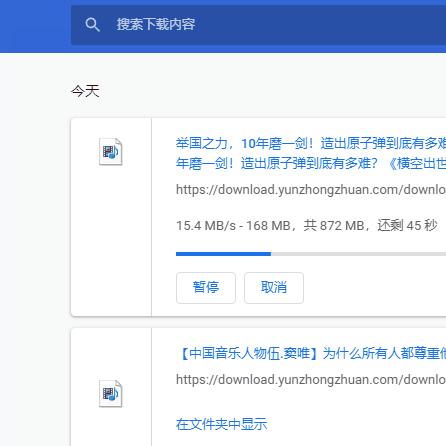 搜索下载内容
今天
举国之力，10年磨一剑！造出原子弹到底有多难
年磨一剑！造出原子弹到底有多难？《横空出世
https://download.yunzhongzhuan.com/downlo
15.4 MB/s - 168 MB，共 872 MB，还剩 45 秒
暂停
取消
【中国音乐人物伍.窦唯】为什么所有人都尊重他
https://download.yunzhongzhuan.com/downlo
在文件夹中显示